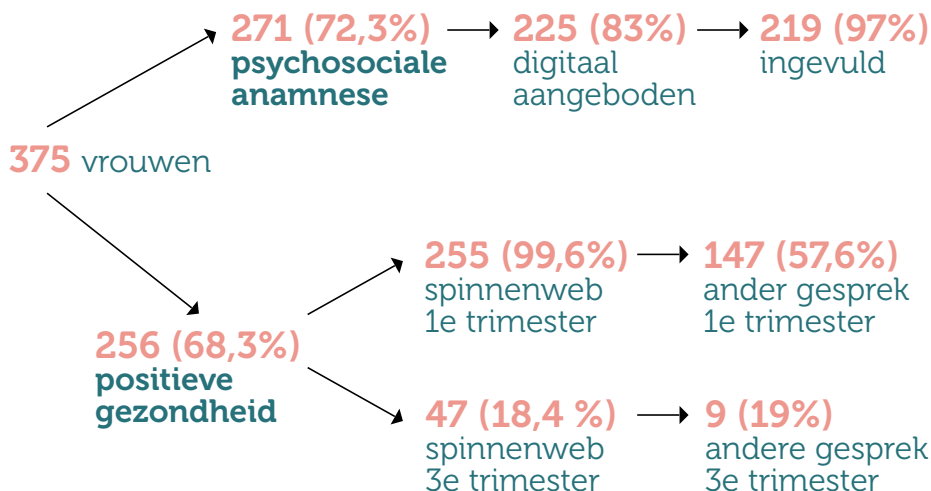 271 (72,3%)
psychosociale
anamnese
225 (83%)
digitaal
aangeboden
219 (97%)
ingevuld
375 vrouwen
256 (68,3%)
positieve
gezondheid
255 (99,6%)
spinnenweb
1e trimester
147 (57,6%)
ander gesprek
1e trimester
47 (18,4 %)
spinnenweb
3e trimester
9 (19%)
andere gesprek
3e trimester